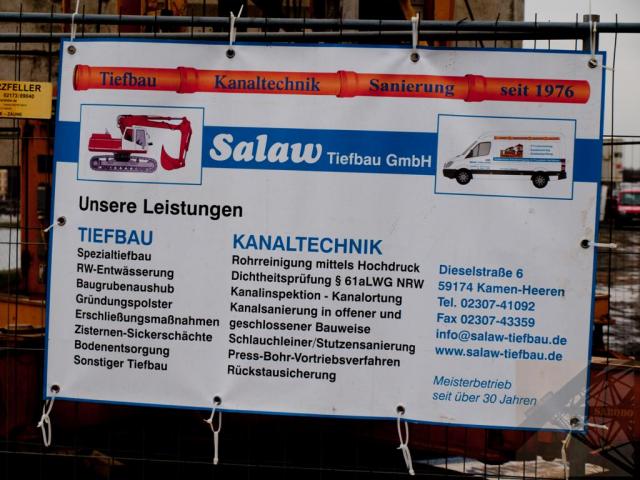 Tiefbau Kanaltechnik Sanierung seit 1976
Salaw Tiefbau GmbH
Unsere Leistungen
TIEFBAU
Spezialtiefbau
RW-Entwässerung
Baugrubenaushub
Gründungspolster
Erschließungsmaßnahmen
Zisternen-Sickerschächte
Bodenentsorgung
Sonstiger Tiefbau
KANALTECHNIK
Rohrreinigung mittels Hochdruck
Dichtheitsprüfung § 61aLWG NRW
Kanalinspektion - Kanalortung
Kanalsanierung in offener und
geschlossener Bauweise
Schlauchliner/Stutzensanierung
Press-Bohr-Vortriebsverfahren
Rückstausicherung
Dieselstraße 6
59174 Kamen-Heeren
Tel. 02307-41092
Fax 02307-43359
info@salaw-tiefbau.de
www.salaw-tiefbau.de
Meisterbetrieb
seit über 30 Jahren
ZFELLER